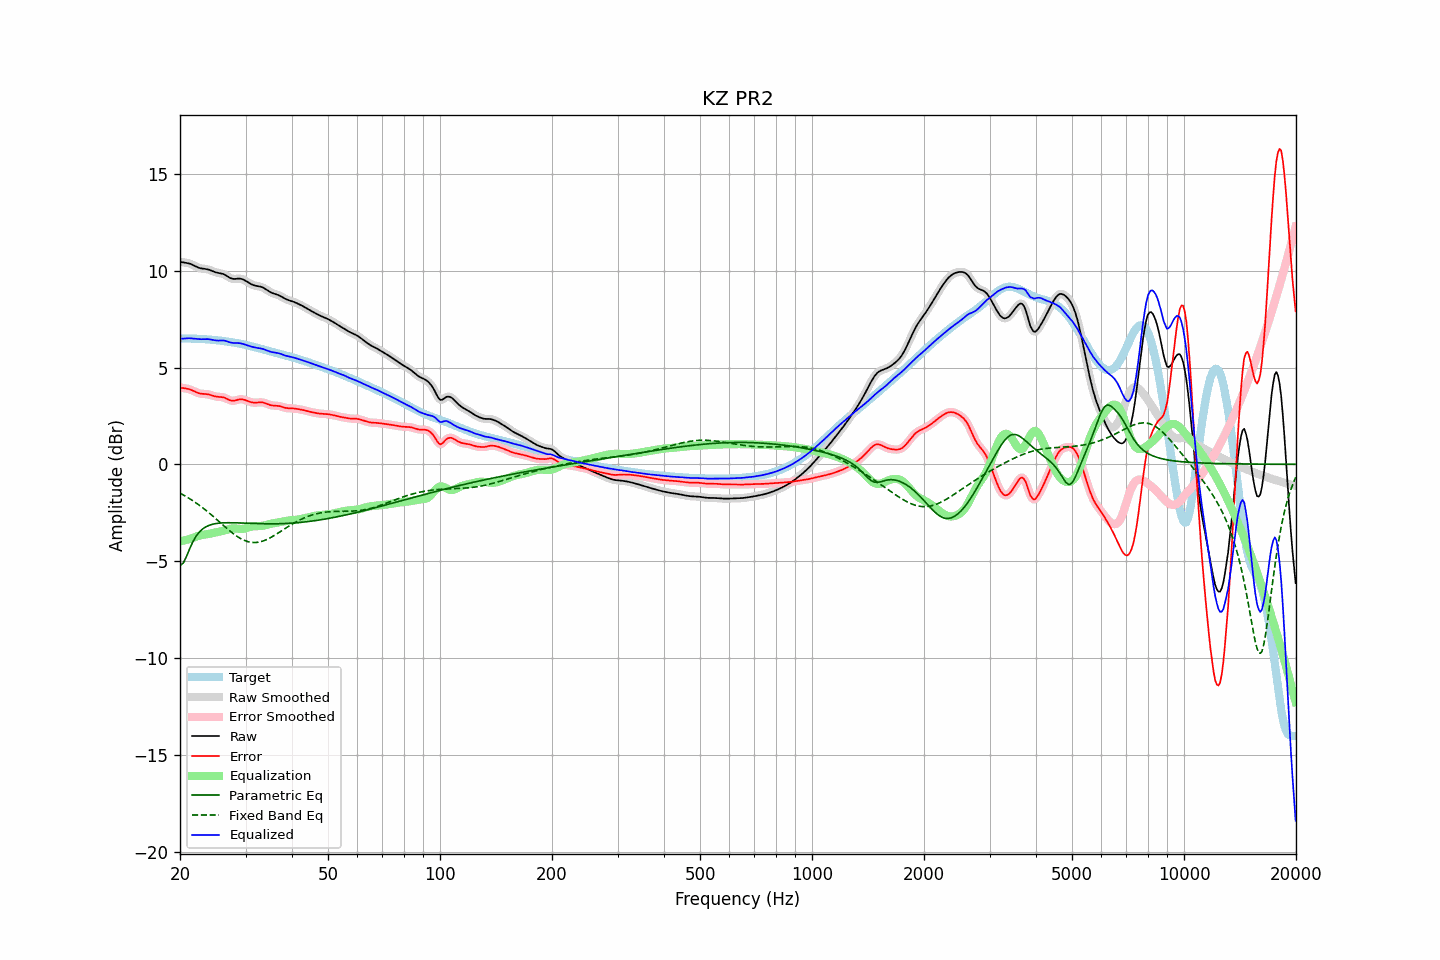 KZ PR2
Amplitude (dBr)
15
10
5
0
−5
−10
−15
−20
Target
Raw Smoothed
Error Smoothed
Raw
Error
Equalization
Parametric Eq
Fixed Band Eq
Equalized
20 50 100 200 500 1000 2000 5000 10000 20000
Frequency (Hz)